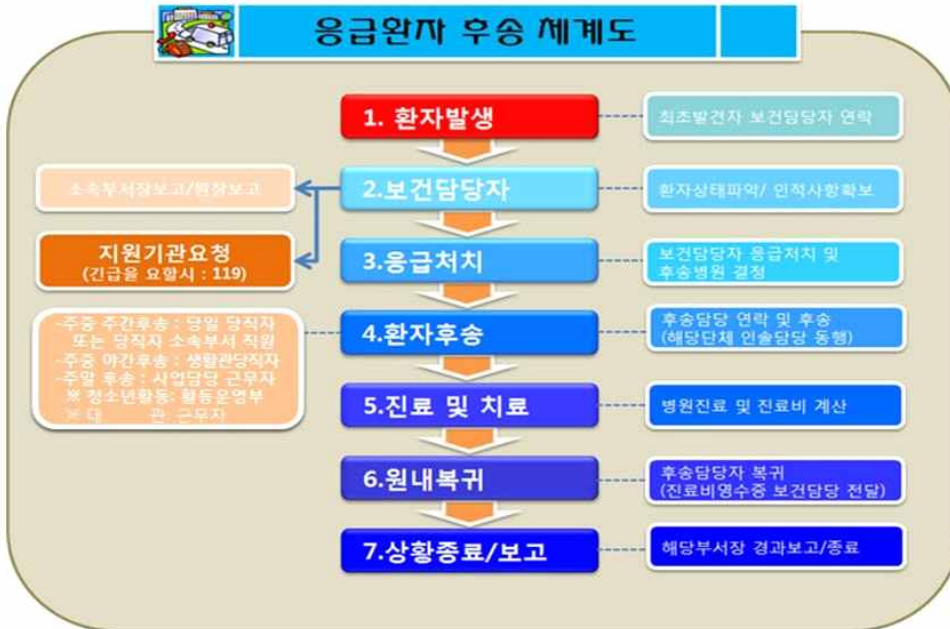 응급환자 후송 체계도
1. 환자발생
최초발견자 보건담당자 연락
소속부서장보고/원장보고
2.보건담당자
환자상태파악/ 인적사항확보
지원기관요청
(긴급을 요할시 : 119)
3.응급처치
보건담당자 응급처치 및
후송병원 결정
-주중 주간후송 : 당일 당직자
또는 당직자 소속부서 직원
-주중 야간후송 : 생활관당직자
-주말 후송 : 사업담당 근무자
※ 청소년활동: 활동운영부
※ 대 관:근무자
4.환자후송
후송담당 연락 및 후송
(해당단체 인솔담당 동행)
5.진료 및 치료
병원진료 및 진료비 계산
6.원내복귀
후송담당자 복귀
(진료비영수증 보건담당 전달)
7.상황종료/보고
해당부서장 경과보고/종료